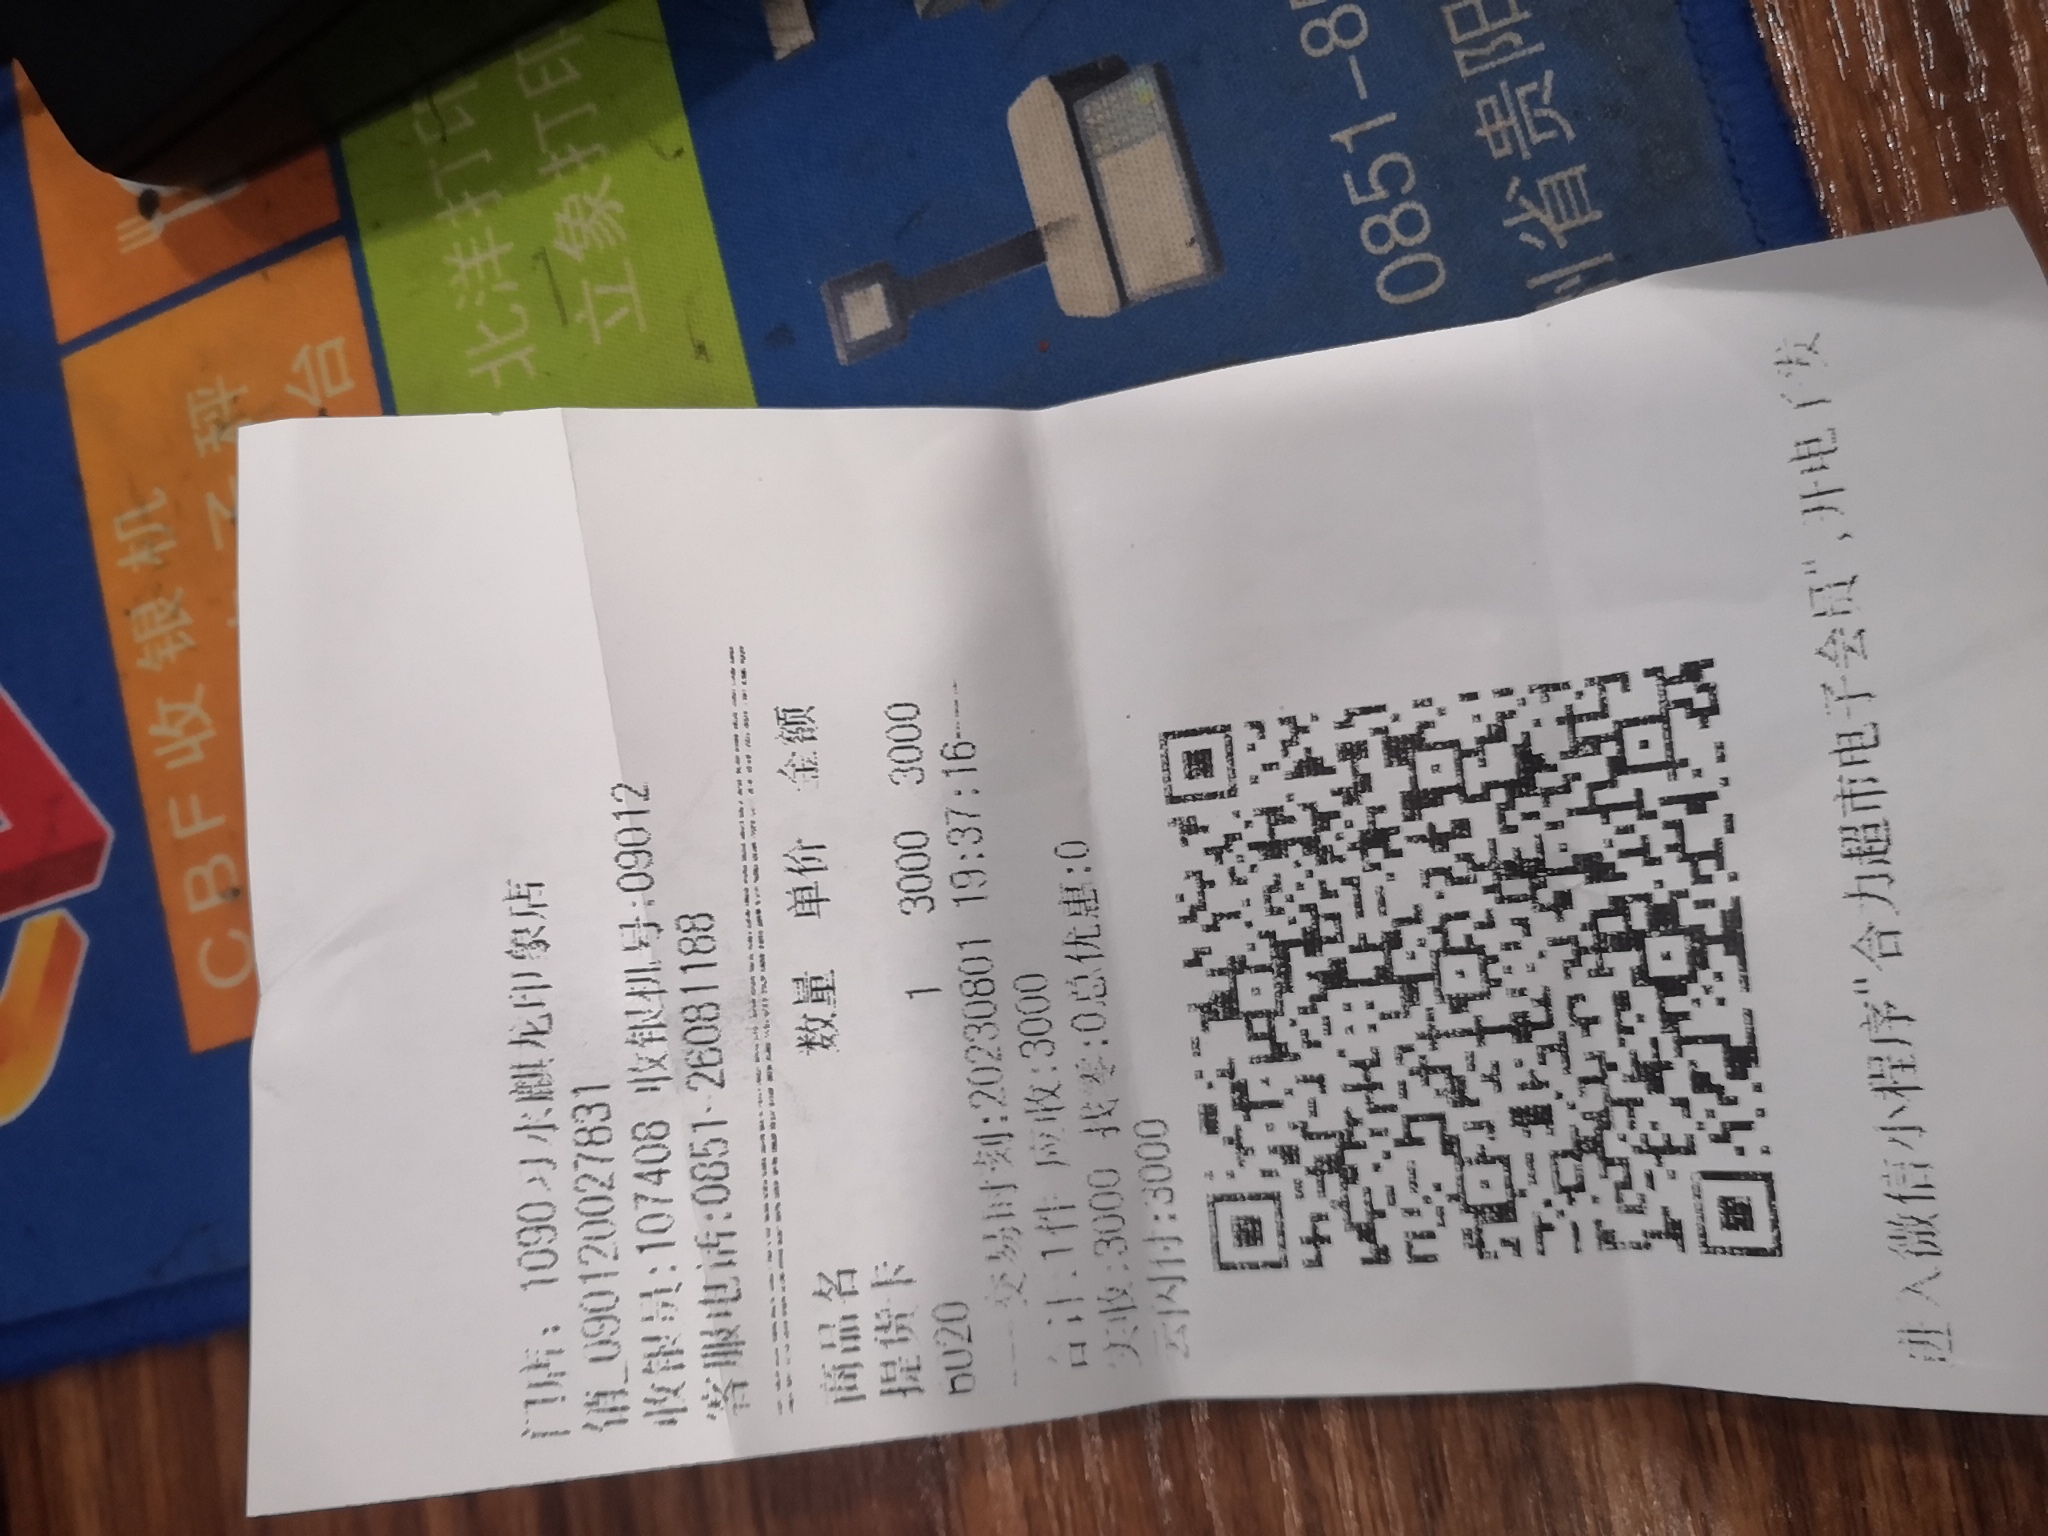 门店: 1090习水麒龙印象店
销_090120027831
收银员:107408 收银机号:09012
客服电话:0851-26081188
商品名 数量 单价 金额
提货卡
6020 1 3000 3000
---交易时刻:20230801 19:37:16---
合计:1件 应收:3000
实收:3000 找零:0总优惠:0
云闪付:3000
进入微信小程序"合力超市电子会员",开电子发
CBF收银机
北洋打印
立象打印
0851-8
省贵阳